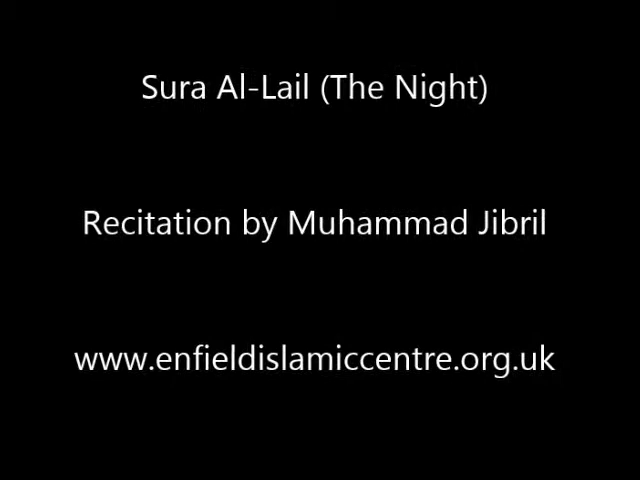 Sura Al-Lail (The Night)
Recitation by Muhammad Jibril
www.enfieldislamiccentre.org.uk